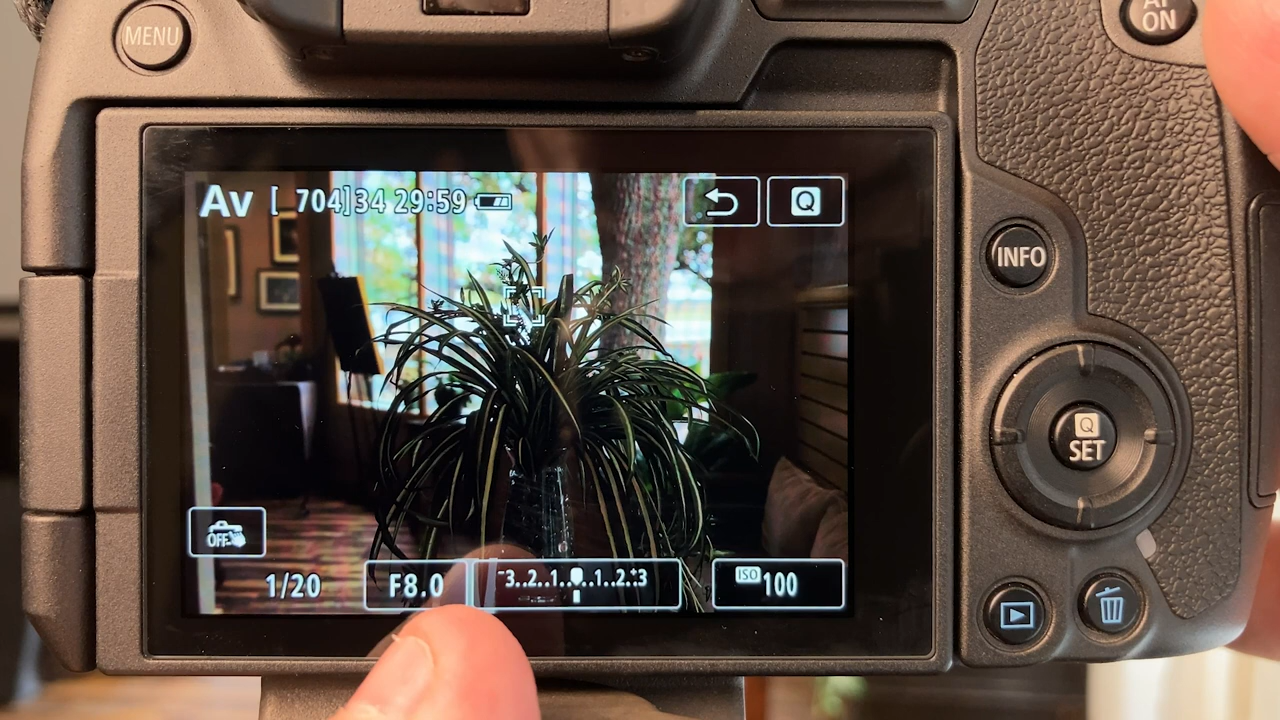 MENU
AF
ON
Av [ 704]34 29:59
Q
INFO
Q
SET
OFF
1/20 F8.0 -3..2..1..0..1..2.+3 ISO 100